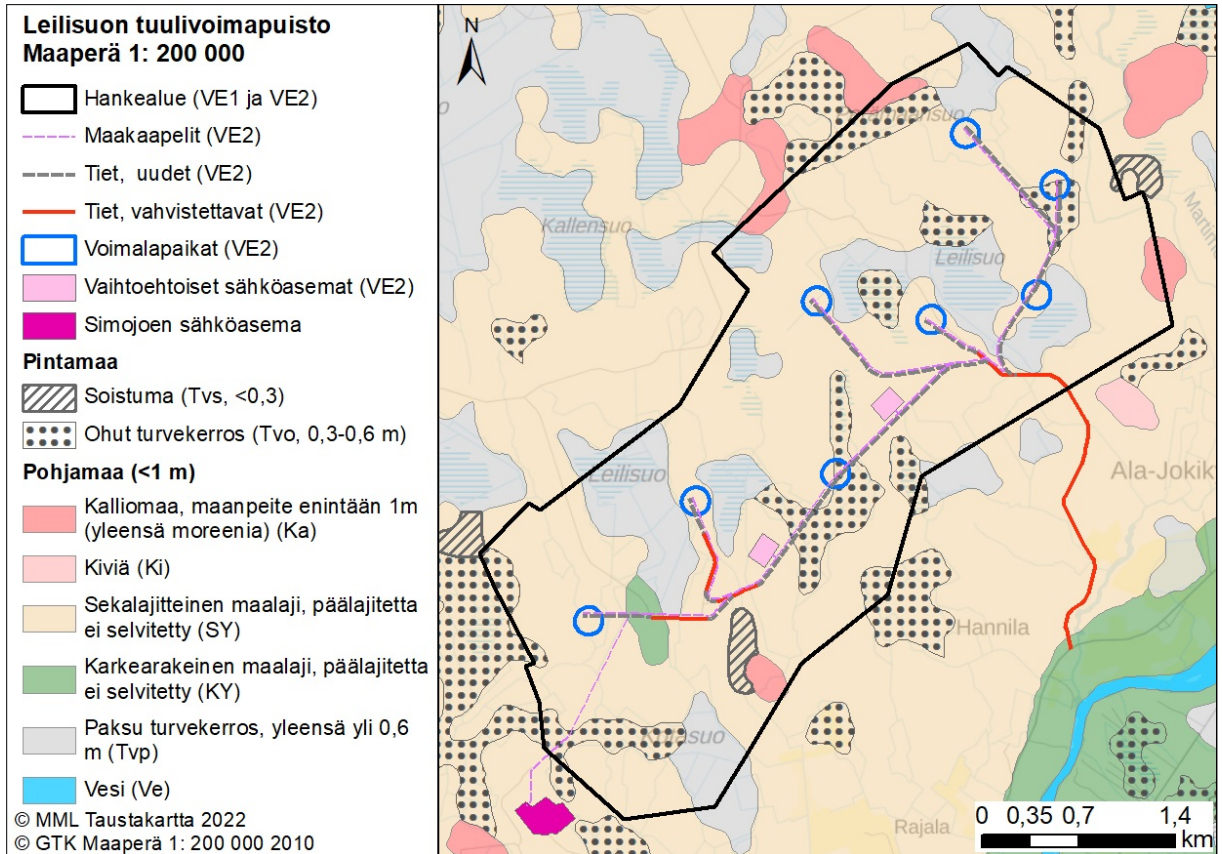 Leilisuon tuulivoimapuisto
Maaperä 1: 200 000
Hankealue (VE1 ja VE2)
Maakaapelit (VE2)
Tiet, uudet (VE2)
Tiet, vahvistettavat (VE2)
Voimalapaikat (VE2)
Vaihtoehtoiset sähköasemat (VE2)
Simojoen sähköasema
Pintamaa
Soistuma (Tvs, <0,3)
Ohut turvekerros (Tvo, 0,3-0,6 m)
Pohjamaa (<1 m)
Kalliomaa, maanpeite enintään 1m
(yleensä moreenia) (Ka)
Kiviä (Ki)
Sekalajitteinen maalaji, päälajitetta
ei selvitetty (SY)
Karkearakeinen maalaji, päälajitetta
ei selvitetty (KY)
Paksu turvekerros, yleensä yli 0,6
m (Tvp)
Vesi (Ve)
© MML Taustakartta 2022
© GTK Maaperä 1: 200 000 2010
N
Kallensuo
Leilisuo
Leilisuo
Ala-Jokik
Hannila
Rajala
0 0,35 0,7 1,4
km